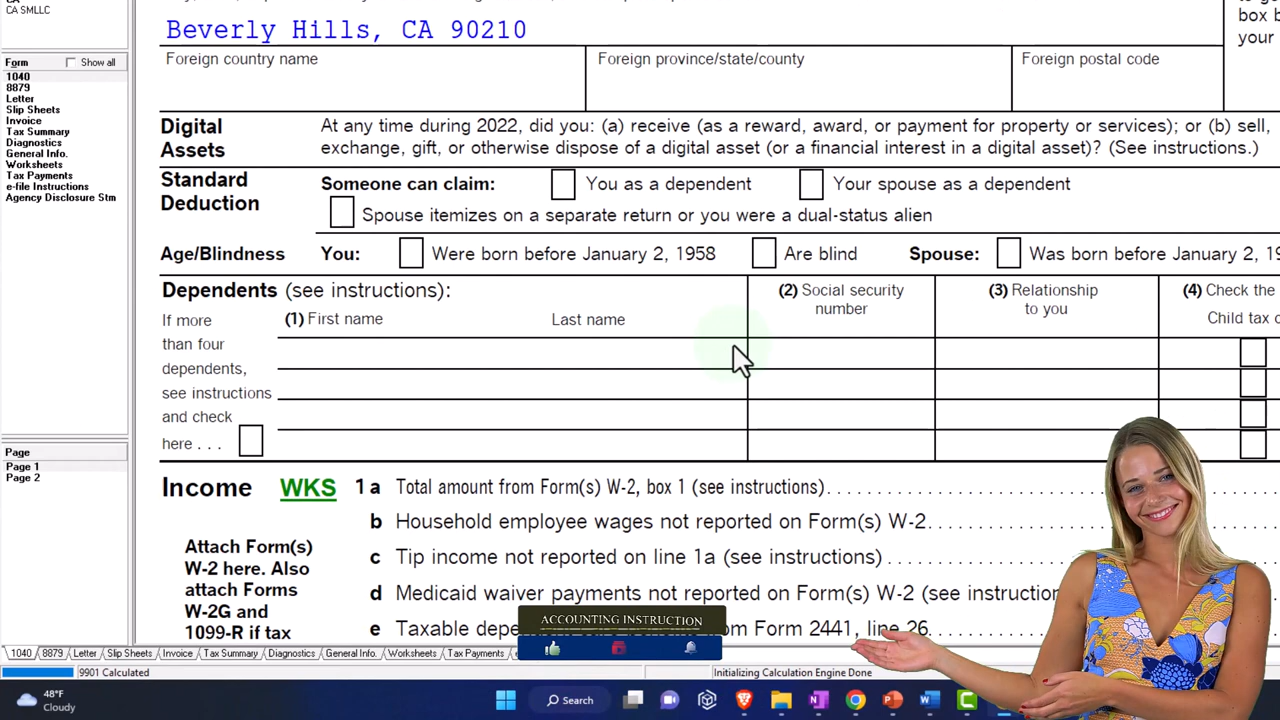 CA SMLLC
Form
Show all
1040
8879
Letter
Slip Sheets
Invoice
Tax Summary
Diagnostics
General Info.
Worksheets
Tax Payments
e-file Instructions
Agency Disclosure Stm
Page
Page 1
Page 2
Beverly Hills, CA 90210
box b
your
Foreign country name
Foreign province/state/county
Foreign postal code
Digital Assets
At any time during 2022, did you: (a) receive (as a reward, award, or payment for property or services); or (b) sell,
exchange, gift, or otherwise dispose of a digital asset (or a financial interest in a digital asset)? (See instructions.)
Standard Deduction
Someone can claim: You as a dependent Your spouse as a dependent
Spouse itemizes on a separate return or you were a dual-status alien
Age/Blindness You: Were born before January 2, 1958 Are blind Spouse: Was born before January 2, 19
Dependents (see instructions):
(1) First name Last name
(2) Social security number
(3) Relationship to you
(4) Check the
Child tax
If more
than four
dependents,
see instructions
and check
here . . .
Income WKS 1 a Total amount from Form(s) W-2, box 1 (see instructions)
b Household employee wages not reported on Form(s) W-2
c Tip income not reported on line 1a (see instructions)
d Medicaid waiver payments not reported on Form(s) W-2 (see instruction
e Taxable depe om Form 2441, line 26
Attach Form(s)
W-2 here. Also
attach Forms
W-2G and
1099-R if tax
ACCOUNTING INSTRUCTION
1040 8879 Letter Slip Sheets Invoice Tax Summary Diagnostics General Info. Worksheets Tax Payments
9901 Calculated
Initializing Calculation Engine Done
48°F
Cloudy
Search